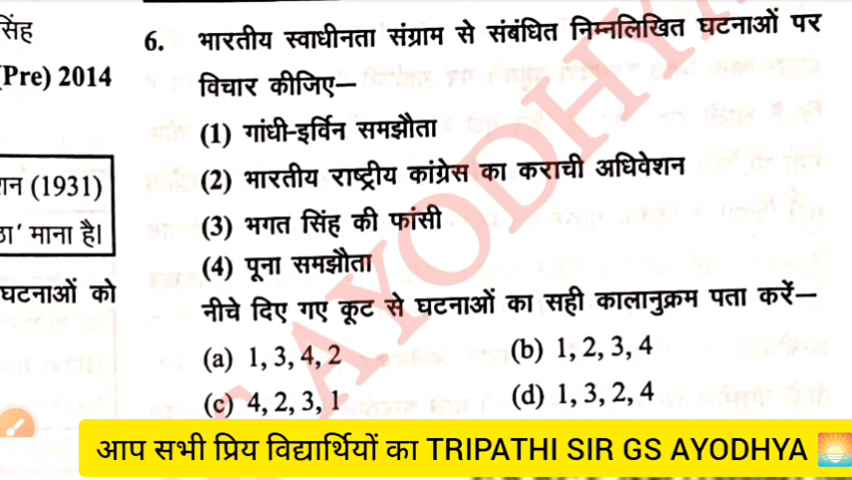 सिंह
(Pre) 2014
शन (1931)
ठा' माना है।
घटनाओं को
6. भारतीय स्वाधीनता संग्राम से संबंधित निम्नलिखित घटनाओं पर
विचार कीजिए—
(1) गांधी-इर्विन समझौता
(2) भारतीय राष्ट्रीय कांग्रेस का कराची अधिवेशन
(3) भगत सिंह की फांसी
(4) पूना समझौता
नीचे दिए गए कूट से घटनाओं का सही कालानुक्रम पता करें—
(a) 1, 3, 4, 2 (b) 1, 2, 3, 4
(c) 4, 2, 3, 1 (d) 1, 3, 2, 4
AYODHYA
आप सभी प्रिय विद्यार्थियों का TRIPATHI SIR GS AYODHYA